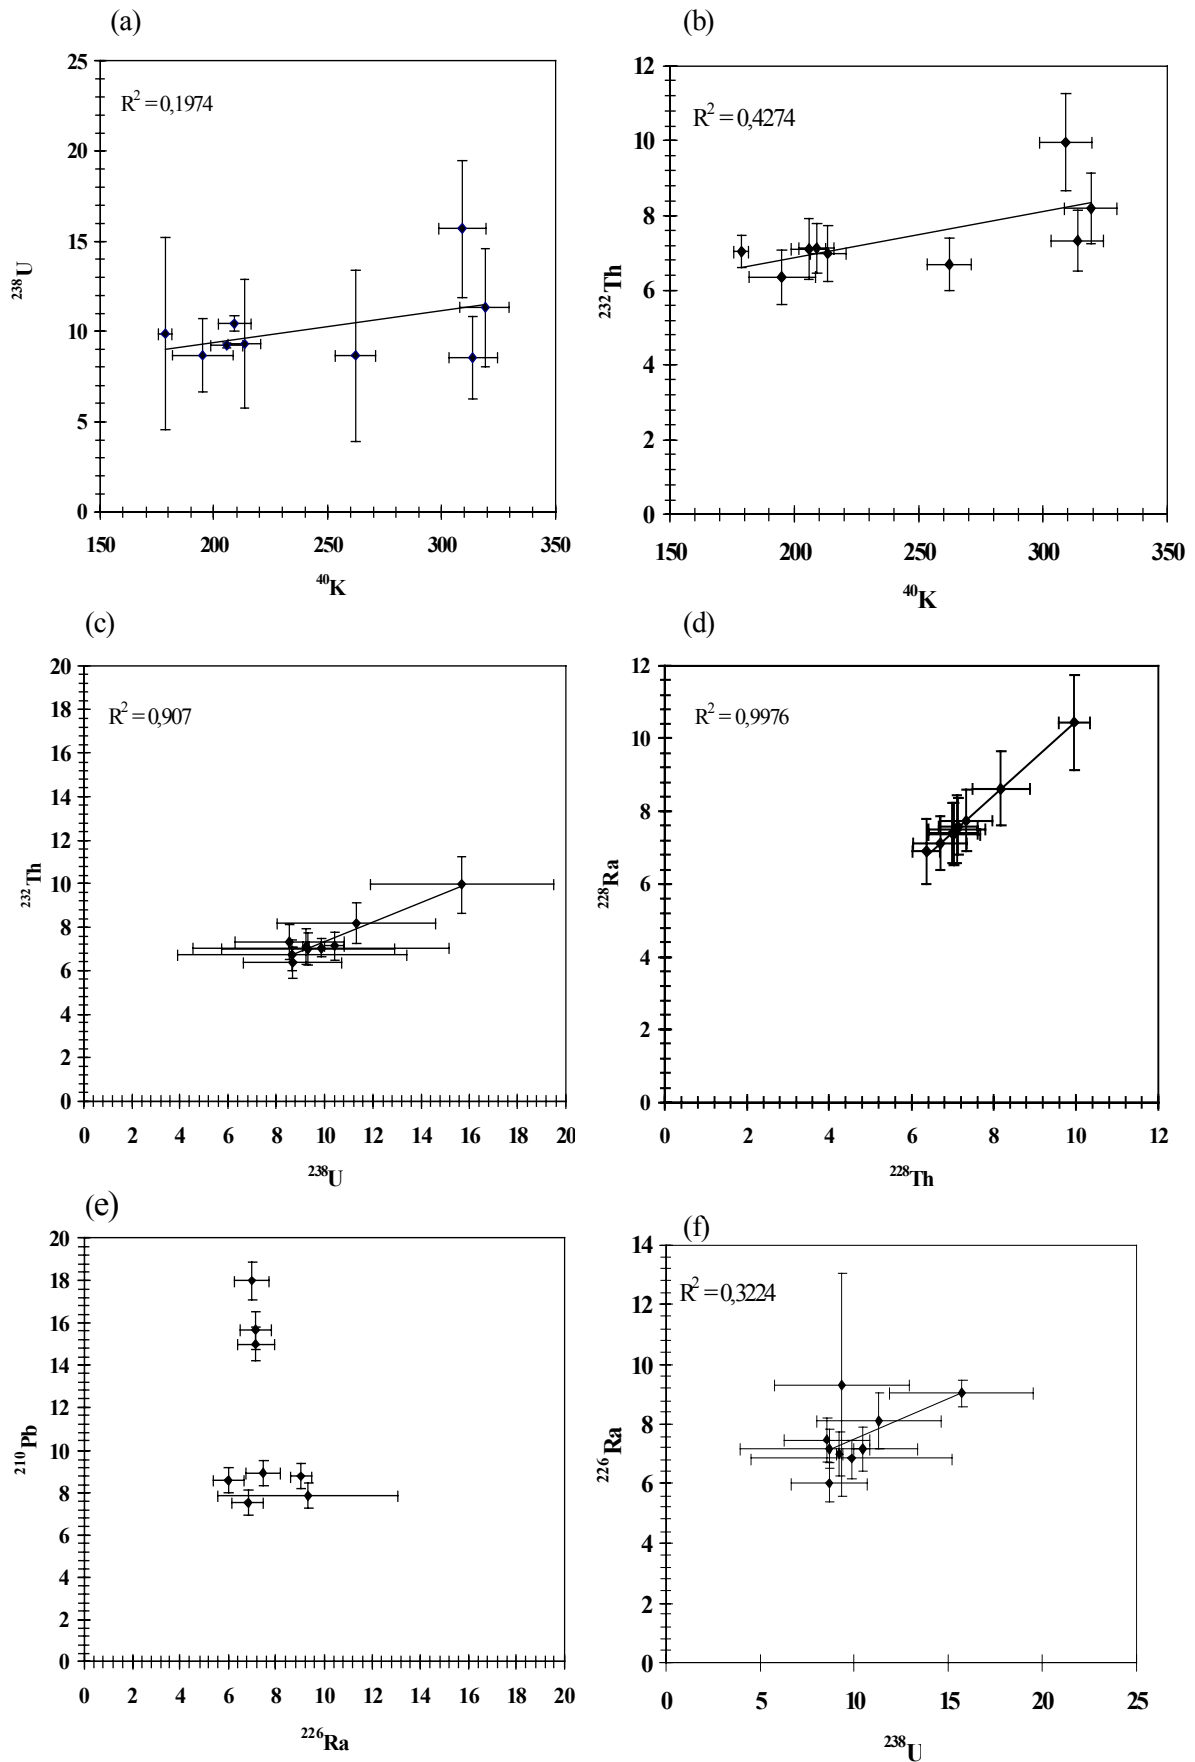 (a)
25
20
15
10
5
0
R² = 0,1974
²³⁸U
150 200 250 300 350
⁴⁰K
(b)
12
10
8
6
4
2
0
R² = 0,4274
²³²Th
150 200 250 300 350
⁴⁰K
(c)
20
18
16
14
12
10
8
6
4
2
0
R² = 0,907
²³²Th
0 2 4 6 8 10 12 14 16 18 20
²³⁸U
(d)
12
10
8
6
4
2
0
R² = 0,9976
²²⁸Ra
0 2 4 6 8 10 12
²²⁸Th
(e)
20
18
16
14
12
10
8
6
4
2
0
²¹⁰Pb
0 2 4 6 8 10 12 14 16 18 20
²²⁶Ra
(f)
14
12
10
8
6
4
2
0
R² = 0,3224
²²⁶Ra
0 5 10 15 20 25
²³⁸U